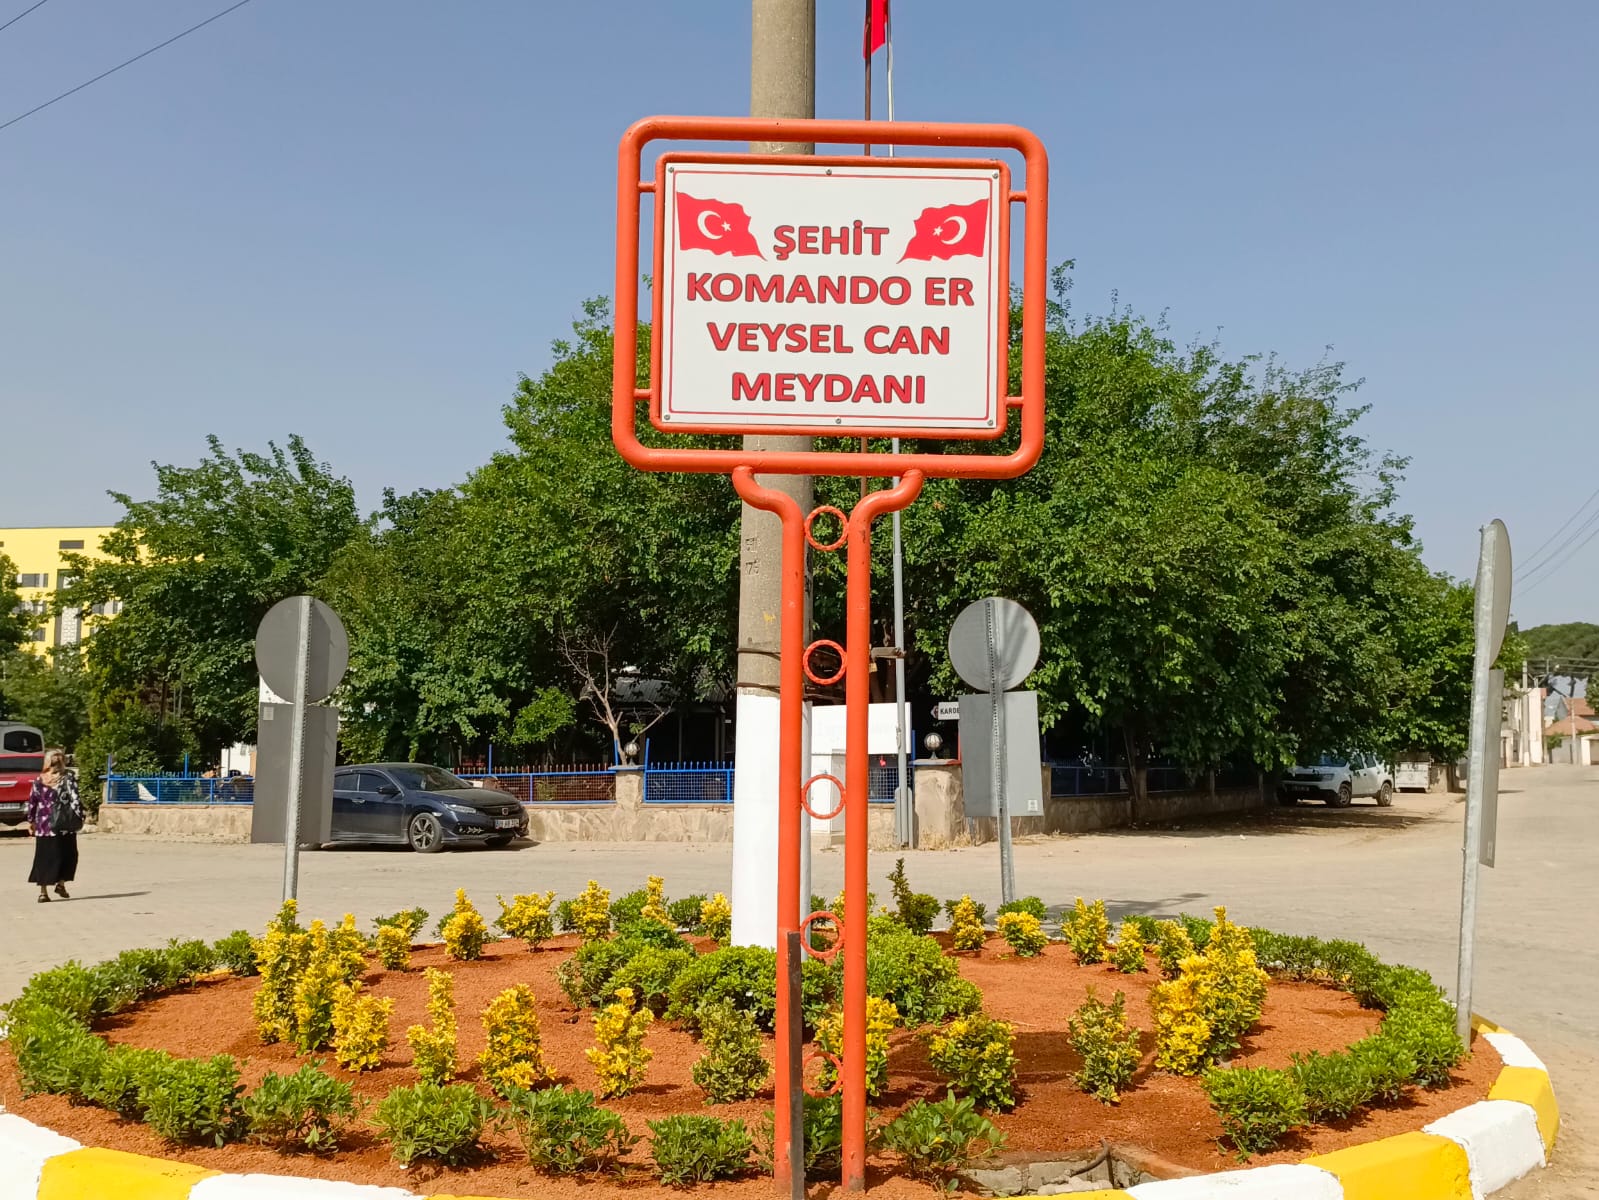 ŞEHİT
KOMANDO ER
VEYSEL CAN
MEYDANI